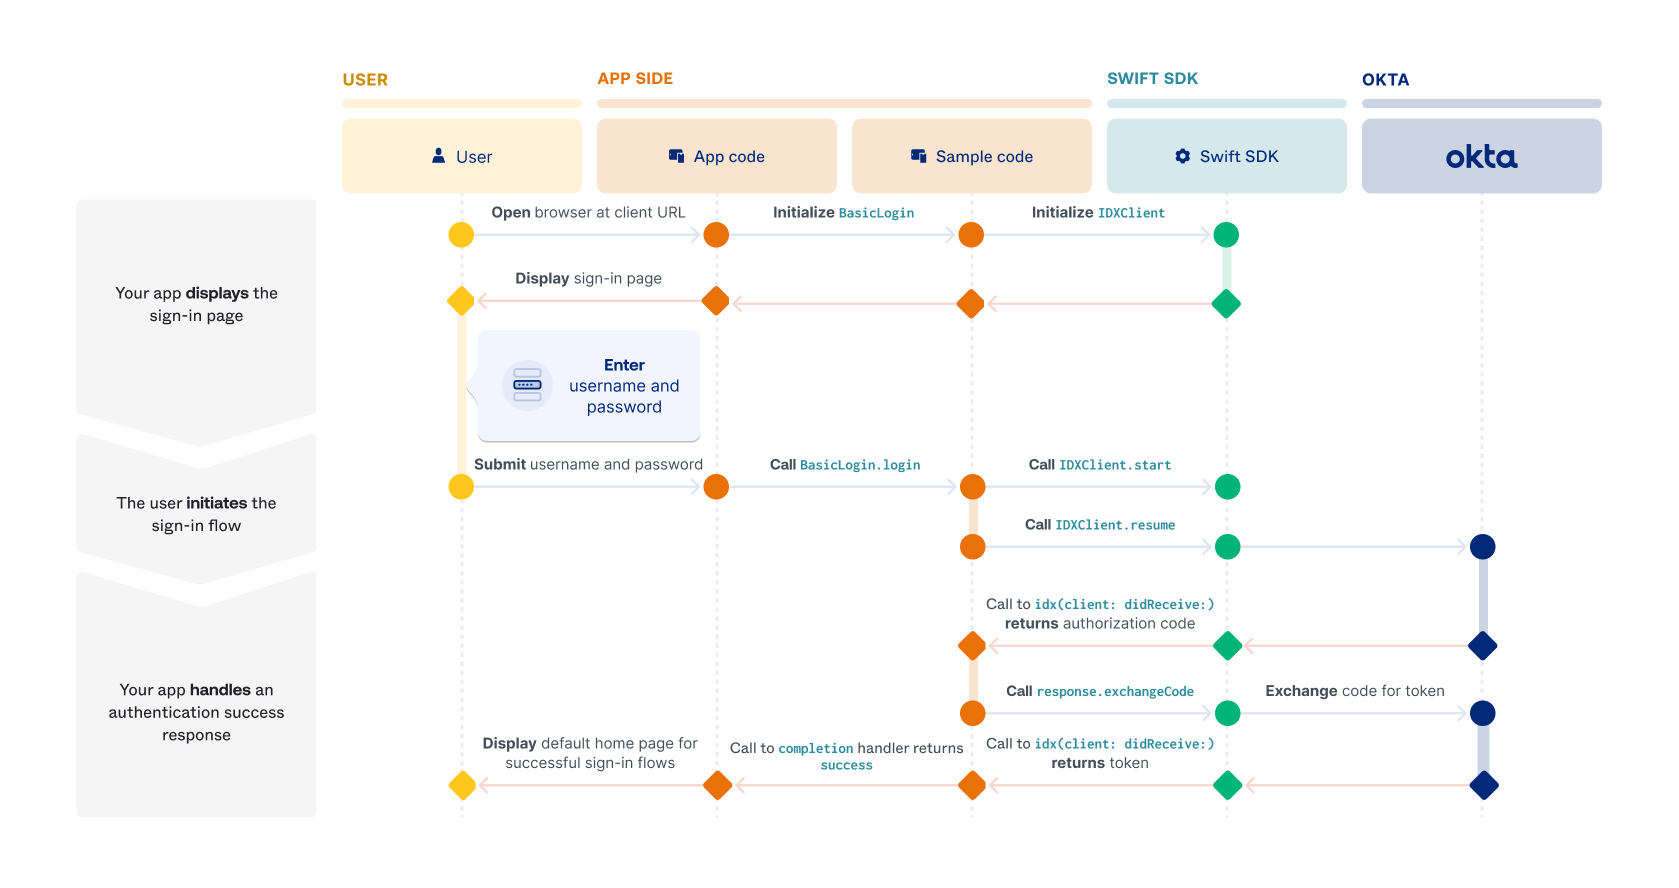 USER
APP SIDE
SWIFT SDK
OKTA
User
App code
Sample code
Swift SDK
okta
Your app displays the
sign-in page
Open browser at client URL
Initialize BasicLogin
Initialize IDXClient
Display sign-in page
Enter
username and
password
The user initiates the
sign-in flow
Submit username and password
Call BasicLogin.login
Call IDXClient.start
Call IDXClient.resume
Your app handles an
authentication success
response
Call to idx(client: didReceive:)
returns authorization code
Call response.exchangeCode
Exchange code for token
Display default home page for
successful sign-in flows
Call to completion handler returns
success
Call to idx(client: didReceive:)
returns token